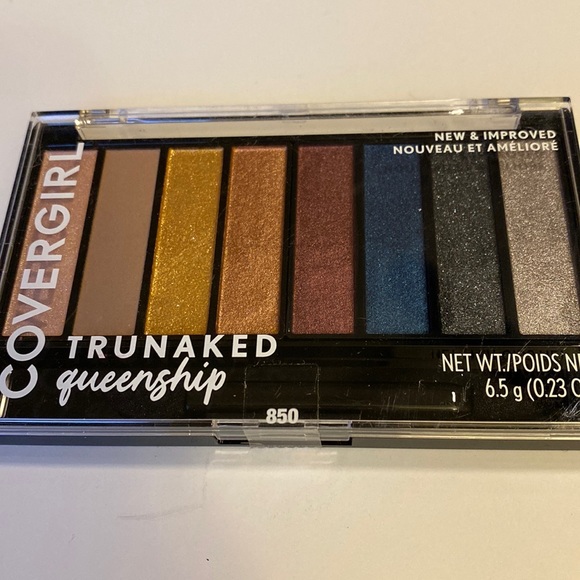 COVERGIRL
NEW & IMPROVED
NOUVEAU ET AMÉLIORÉ
TRUNAKED
queenship
NET WT./POIDS
6.5 g (0.23
850